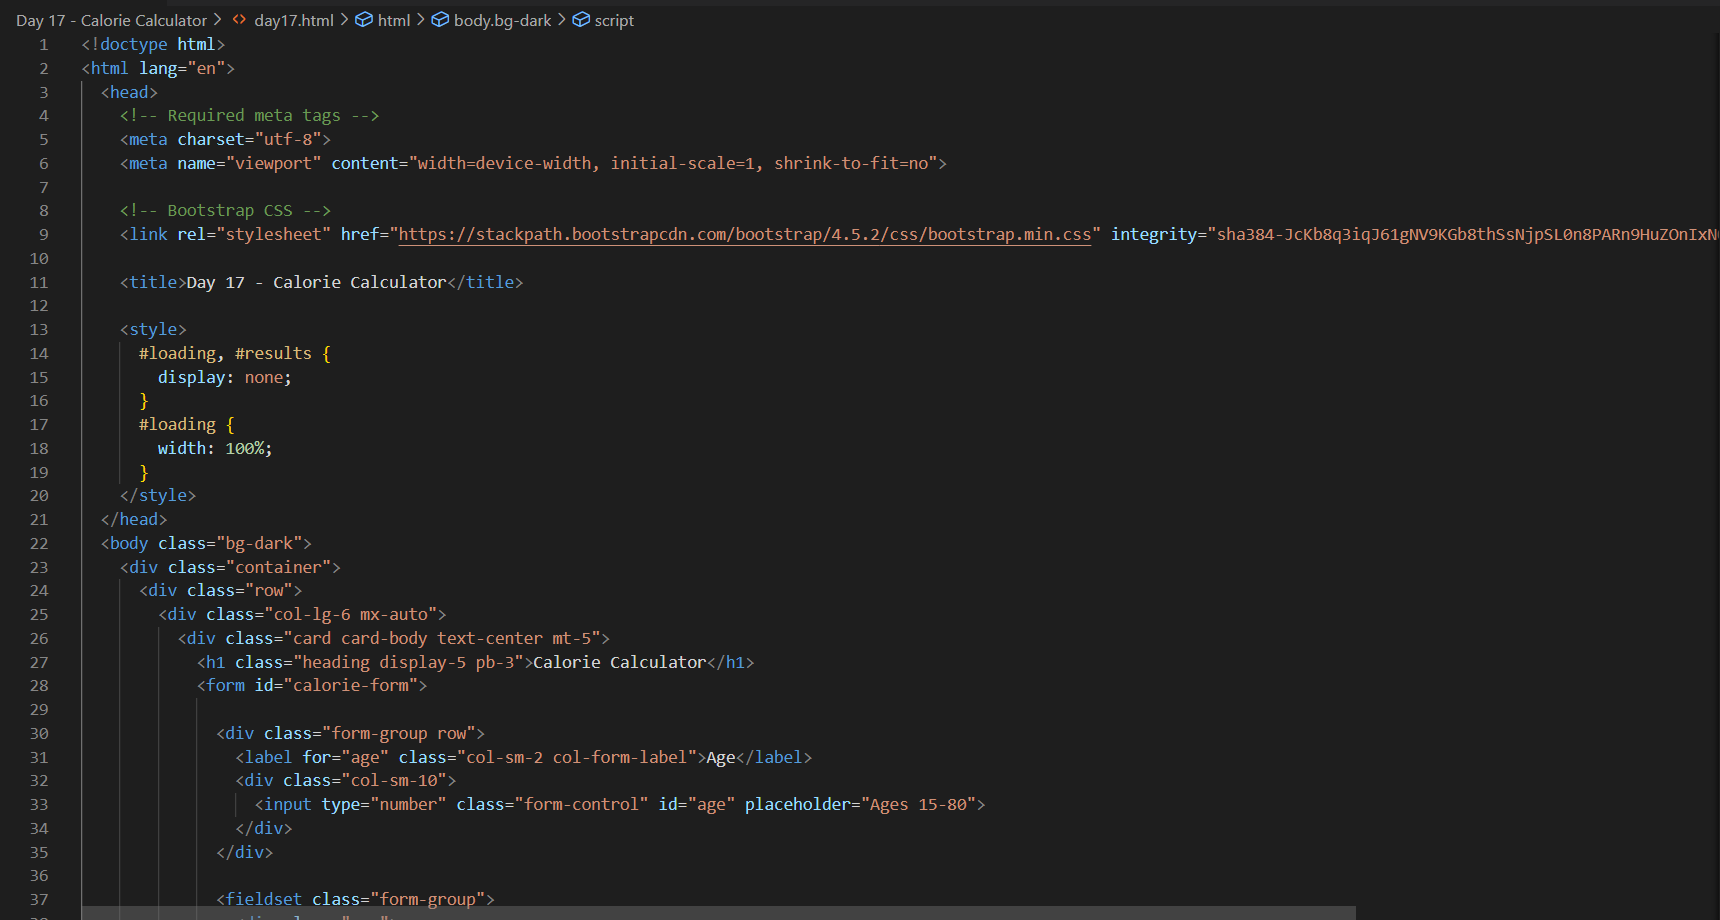 Day 17 - Calorie Calculator > day17.html > html > body.bg-dark > script
1 <!doctype html>
2 <html lang="en">
3 <head>
4 <!-- Required meta tags -->
5 <meta charset="utf-8">
6 <meta name="viewport" content="width=device-width, initial-scale=1, shrink-to-fit=no">
7
8 <!-- Bootstrap CSS -->
9 <link rel="stylesheet" href="https://stackpath.bootstrapcdn.com/bootstrap/4.5.2/css/bootstrap.min.css" integrity="sha384-JcKb8q3iqJ61gNV9KGb8thSsNjpSL0n8PARn9HuZOnIxN
10
11 <title>Day 17 - Calorie Calculator</title>
12
13 <style>
14 #loading, #results {
15 display: none;
16 }
17 #loading {
18 width: 100%;
19 }
20 </style>
21 </head>
22 <body class="bg-dark">
23 <div class="container">
24 <div class="row">
25 <div class="col-lg-6 mx-auto">
26 <div class="card card-body text-center mt-5">
27 <h1 class="heading display-5 pb-3">Calorie Calculator</h1>
28 <form id="calorie-form">
29
30 <div class="form-group row">
31 <label for="age" class="col-sm-2 col-form-label">Age</label>
32 <div class="col-sm-10">
33 <input type="number" class="form-control" id="age" placeholder="Ages 15-80">
34 </div>
35 </div>
36
37 <fieldset class="form-group">